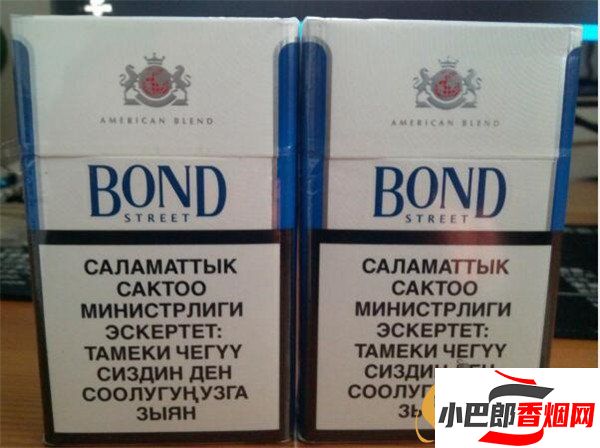 AMERICAN BLEND
BOND
STREET
САЛАМАТТЫК
САКТОО
МИНИСТРЛИГИ
ЭСКЕРТЕТ:
ТАМЕКИ ЧЕГҮҮ
СИЗДИН ДЕН
СООЛУГУҢУЗГА
ЗЫЯН
AMERICAN BLEND
BOND
STREET
САЛАМАТТЫК
САКТОО
МИНИСТРЛИГИ
ЭСКЕРТЕТ:
ТАМЕКИ ЧЕГҮҮ
СИЗДИН
小巴郎香烟网